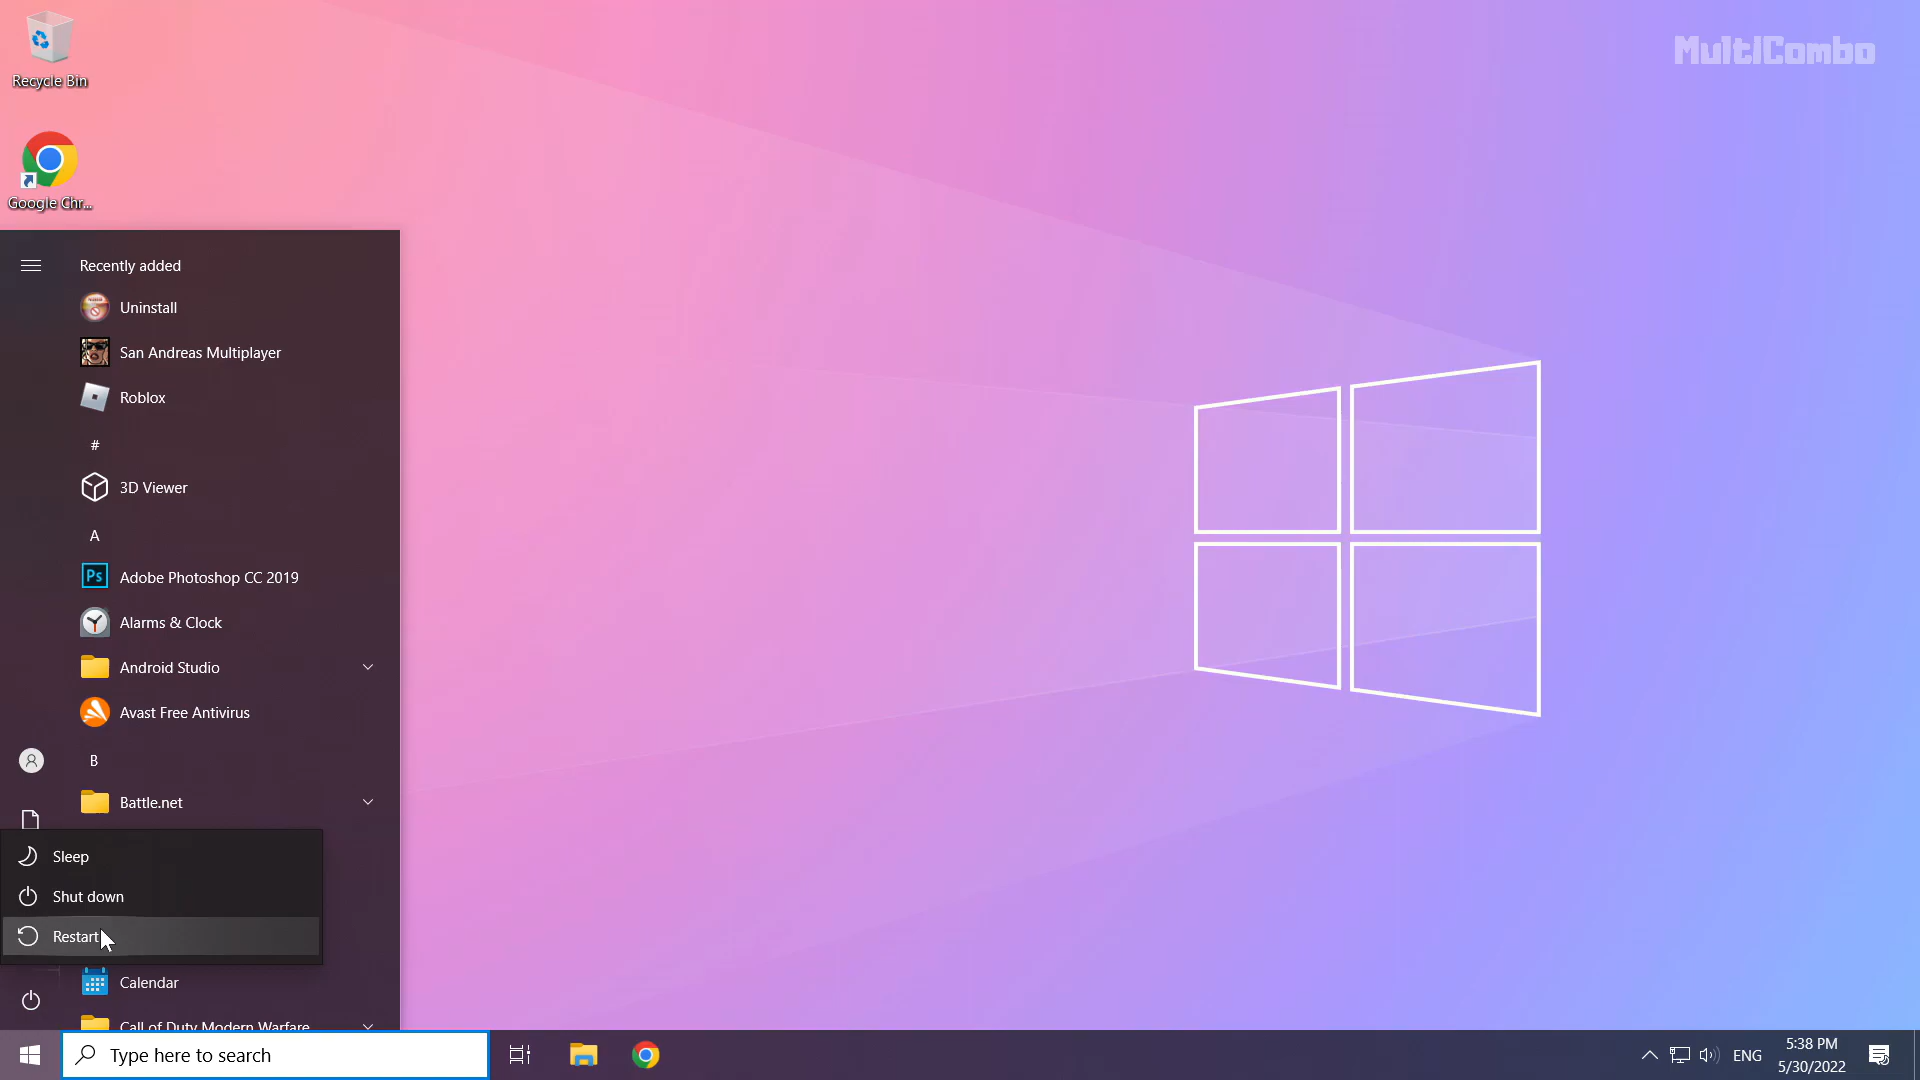 MultiCombo
Recycle Bin
Google Chr...
Recently added
Uninstall
San Andreas Multiplayer
Roblox
#
3D Viewer
A
Ps
Adobe Photoshop CC 2019
Alarms & Clock
Android Studio
Avast Free Antivirus
B
Battle.net
Sleep
Shut down
Restart
Calendar
Call of Duty Modern Warfare
Type here to search
ENG
5:38 PM
5/30/2022